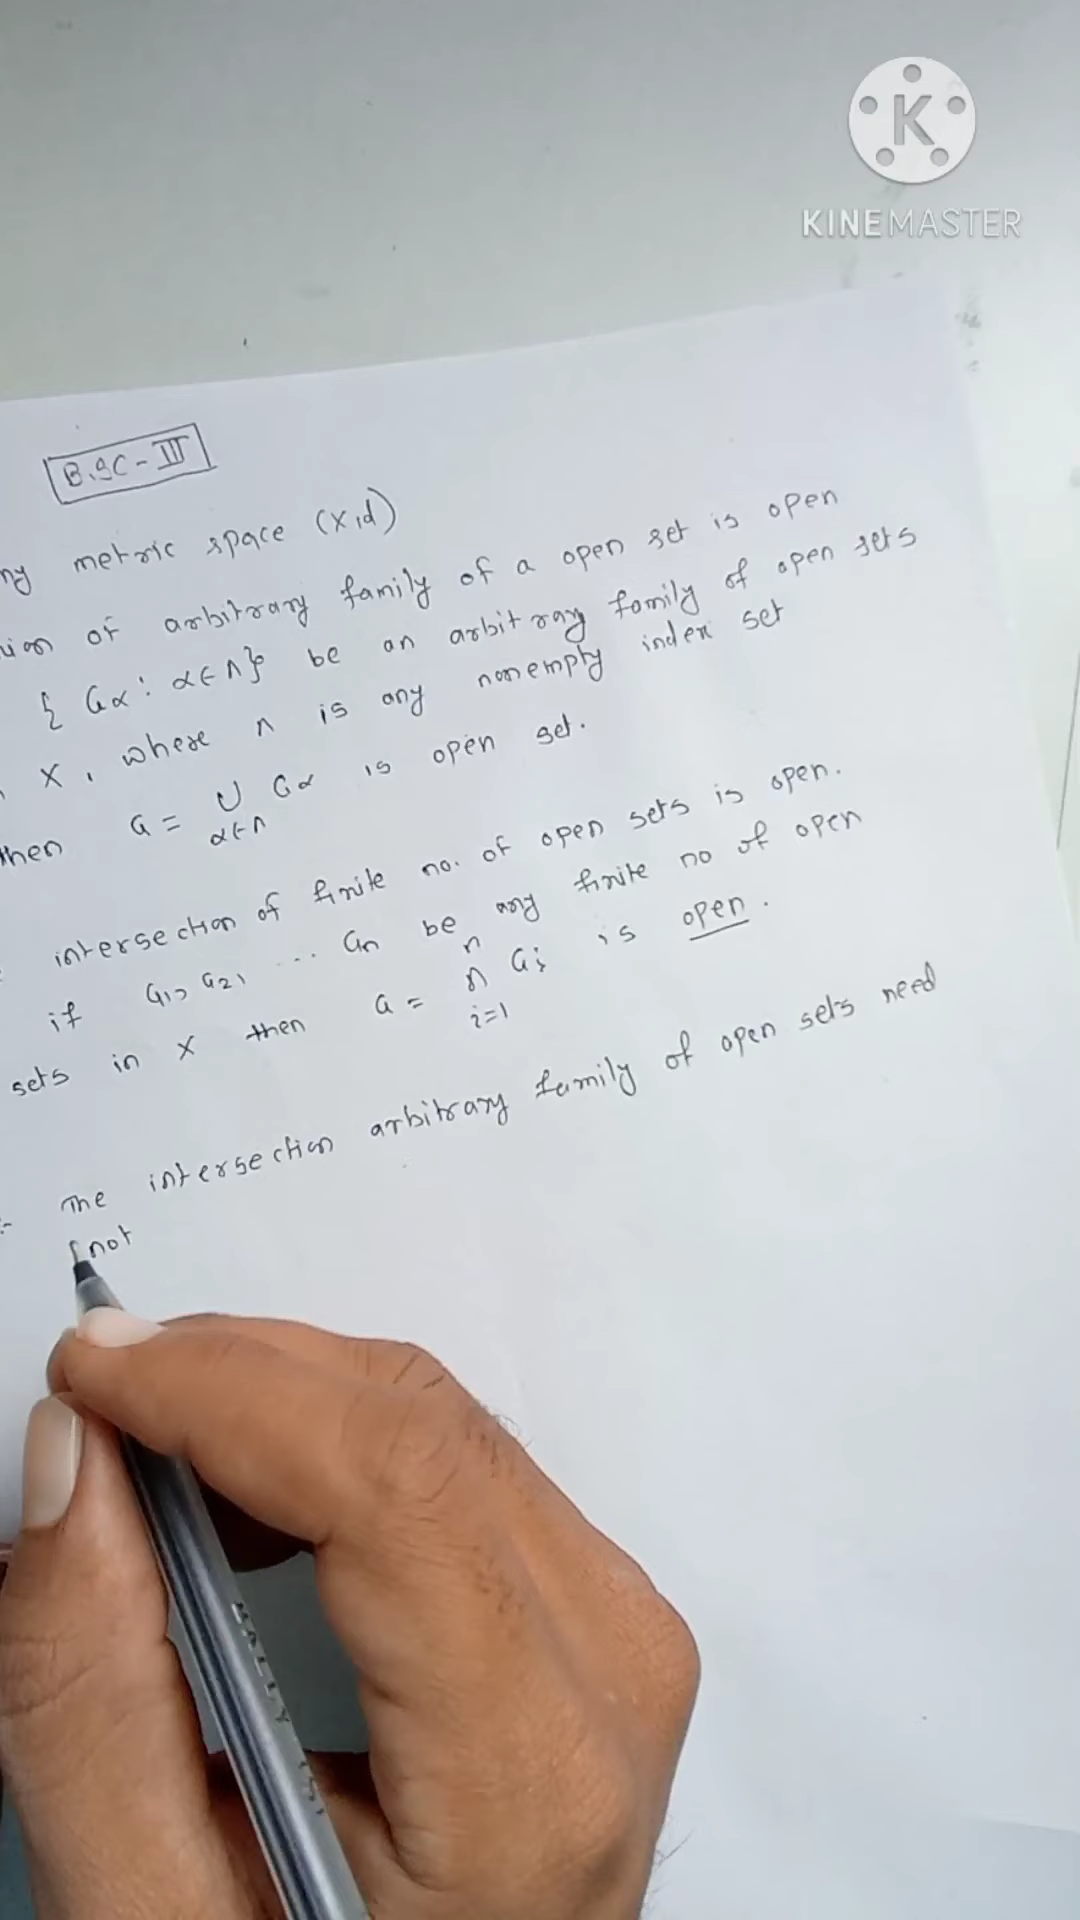 K
KINEMASTER
B.SC-III
ny metric space (X,d)
ion of arbitrary family of a open set is open
{Gα : α∈Λ} be an arbitrary family of open sets
X, where Λ is any nonempty index set
then G = ∪ Gα is open set.
α∈Λ
intersection of finite no. of open sets is open.
if G1, G2, ... Gn be any finite no of open
sets in X then G = n ∩ i=1 Gi is open.
:- The intersection arbitrary family of open sets need
not